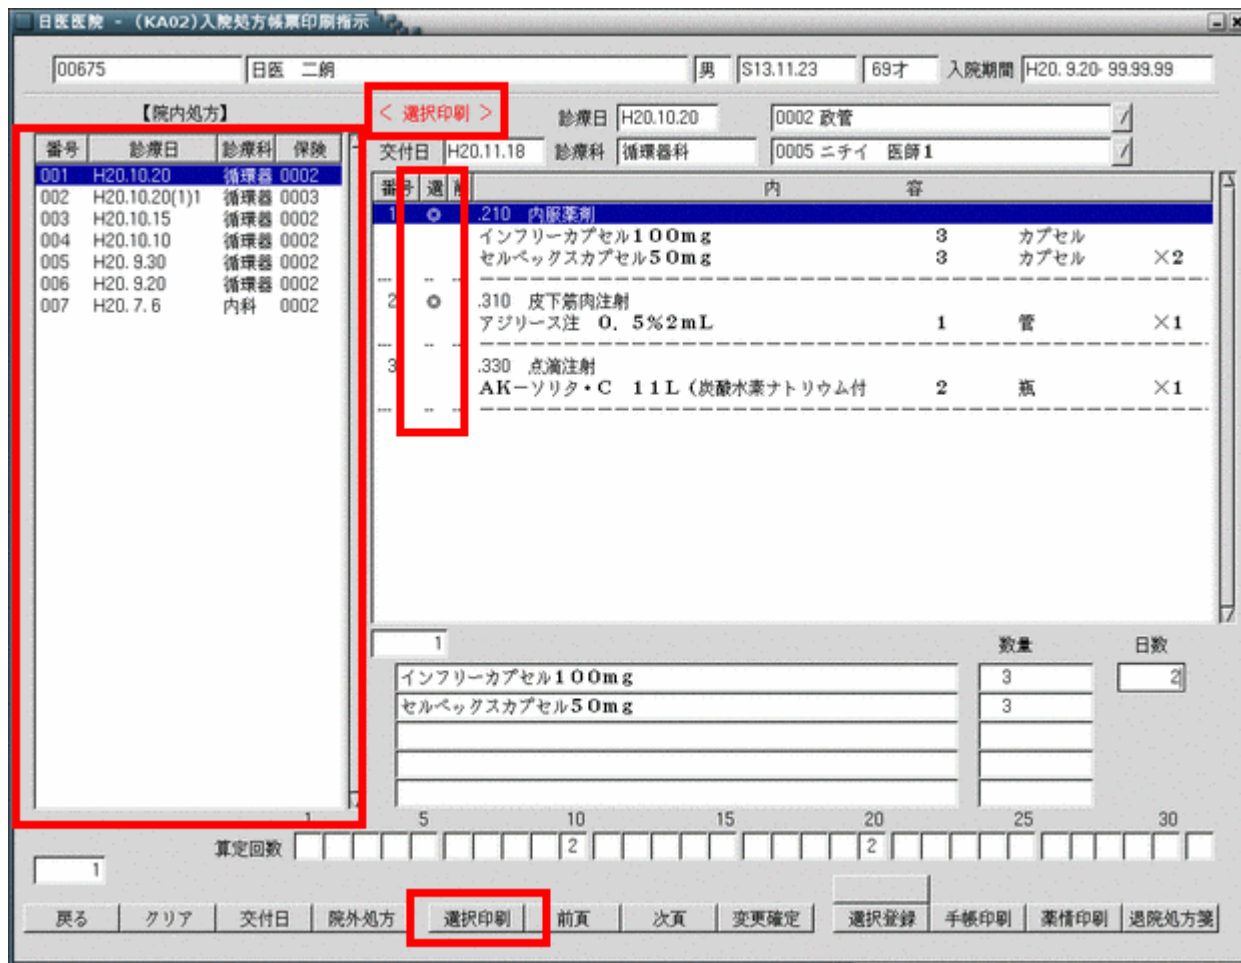 日医医院 - (KA02)入院処方帳票印刷指示
00675 日医 二朗 男 S13.11.23 69才 入院期間 H20. 9.20- 99.99.99
【院内処方】
番号 診療日 診療科 保険
001 H20.10.20 循環器 0002
002 H20.10.20(1)1 循環器 0003
003 H20.10.15 循環器 0002
004 H20.10.10 循環器 0002
005 H20. 9.30 循環器 0002
006 H20. 9.20 循環器 0002
007 H20. 7. 6 内科 0002
< 選択印刷 > 診療日 H20.10.20 0002 政管
交付日 H20.11.18 診療科 循環器科 0005 ニチイ 医師1
番号 選 削 内 容
1 ◎ .210 内服薬剤
インフリーカプセル100mg 3 カプセル
セルベックスカプセル50mg 3 カプセル ×2
2 ◎ .310 皮下筋肉注射
アジリース注 0.5%2mL 1 管 ×1
3 .330 点滴注射
AKーソリタ・C 11L(炭酸水素ナトリウム付 2 瓶 ×1
1 数量 日数
インフリーカプセル100mg 3 2
セルベックスカプセル50mg 3
1 5 10 15 20 25 30
算定回数 2 2
1
戻る クリア 交付日 院外処方 選択印刷 前頁 次頁 変更確定 選択登録 手帳印刷 薬情印刷 退院処方箋